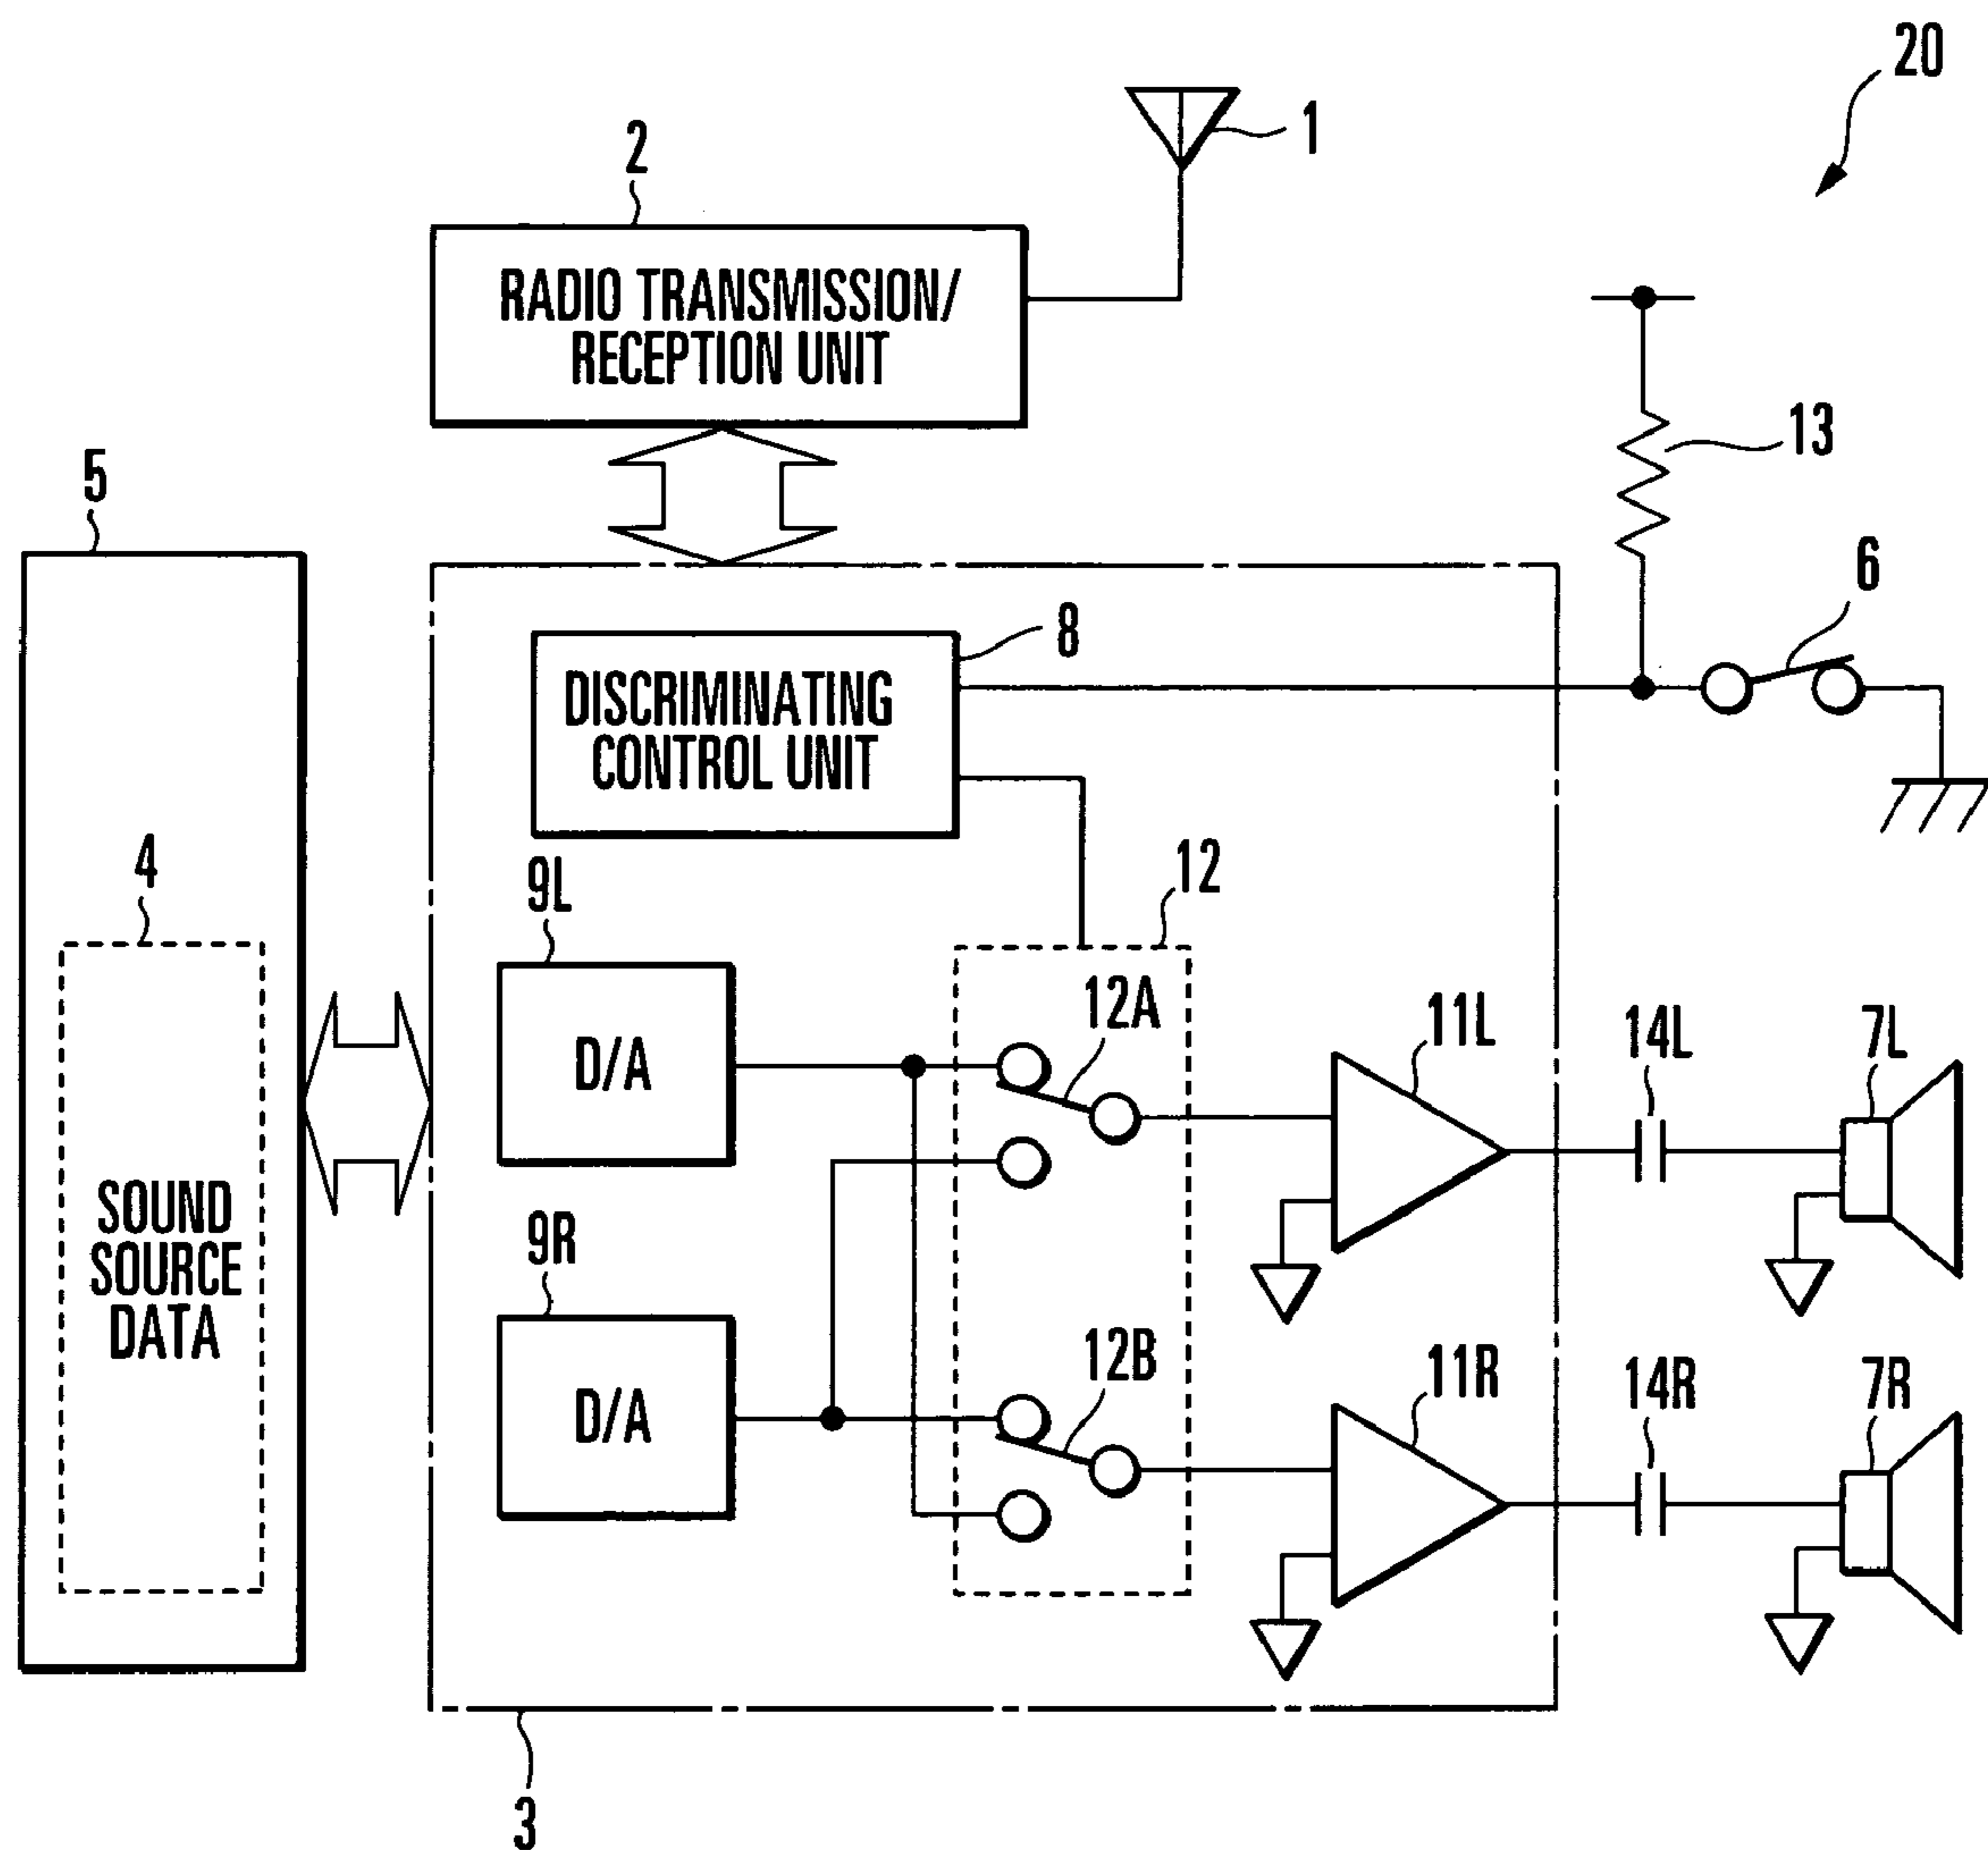 20
1
2
RADIO TRANSMISSION/
RECEPTION UNIT
13
5
6
8
DISCRIMINATING
CONTROL UNIT
4
9L
12
12A
11L
14L
7L
D/A
SOUND
SOURCE
DATA
9R
12B
11R
14R
7R
D/A
3